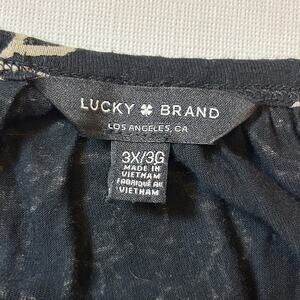 LUCKY BRAND
LOS ANGELES, CA
3X/3G
MADE IN
VIETNAM
FABRIQUÉ AU
VIETNAM